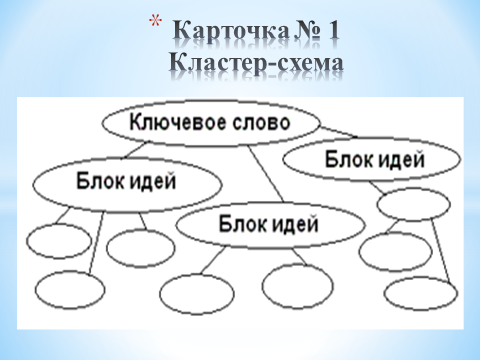 * Карточка № 1
Кластер-схема
Ключевое слово
Блок идей
Блок идей
Блок идей